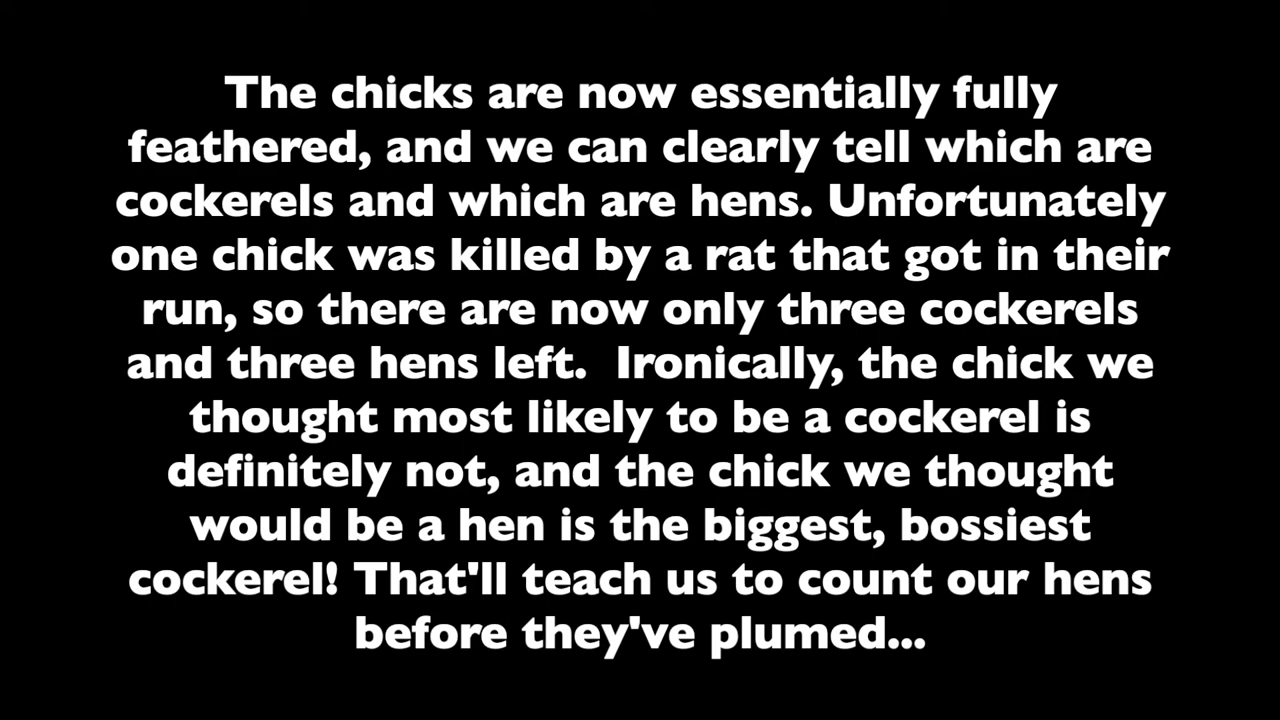 The chicks are now essentially fully
feathered, and we can clearly tell which are
cockerels and which are hens. Unfortunately
one chick was killed by a rat that got in their
run, so there are now only three cockerels
and three hens left.  Ironically, the chick we
thought most likely to be a cockerel is
definitely not, and the chick we thought
would be a hen is the biggest, bossiest
cockerel! That'll teach us to count our hens
before they've plumed...